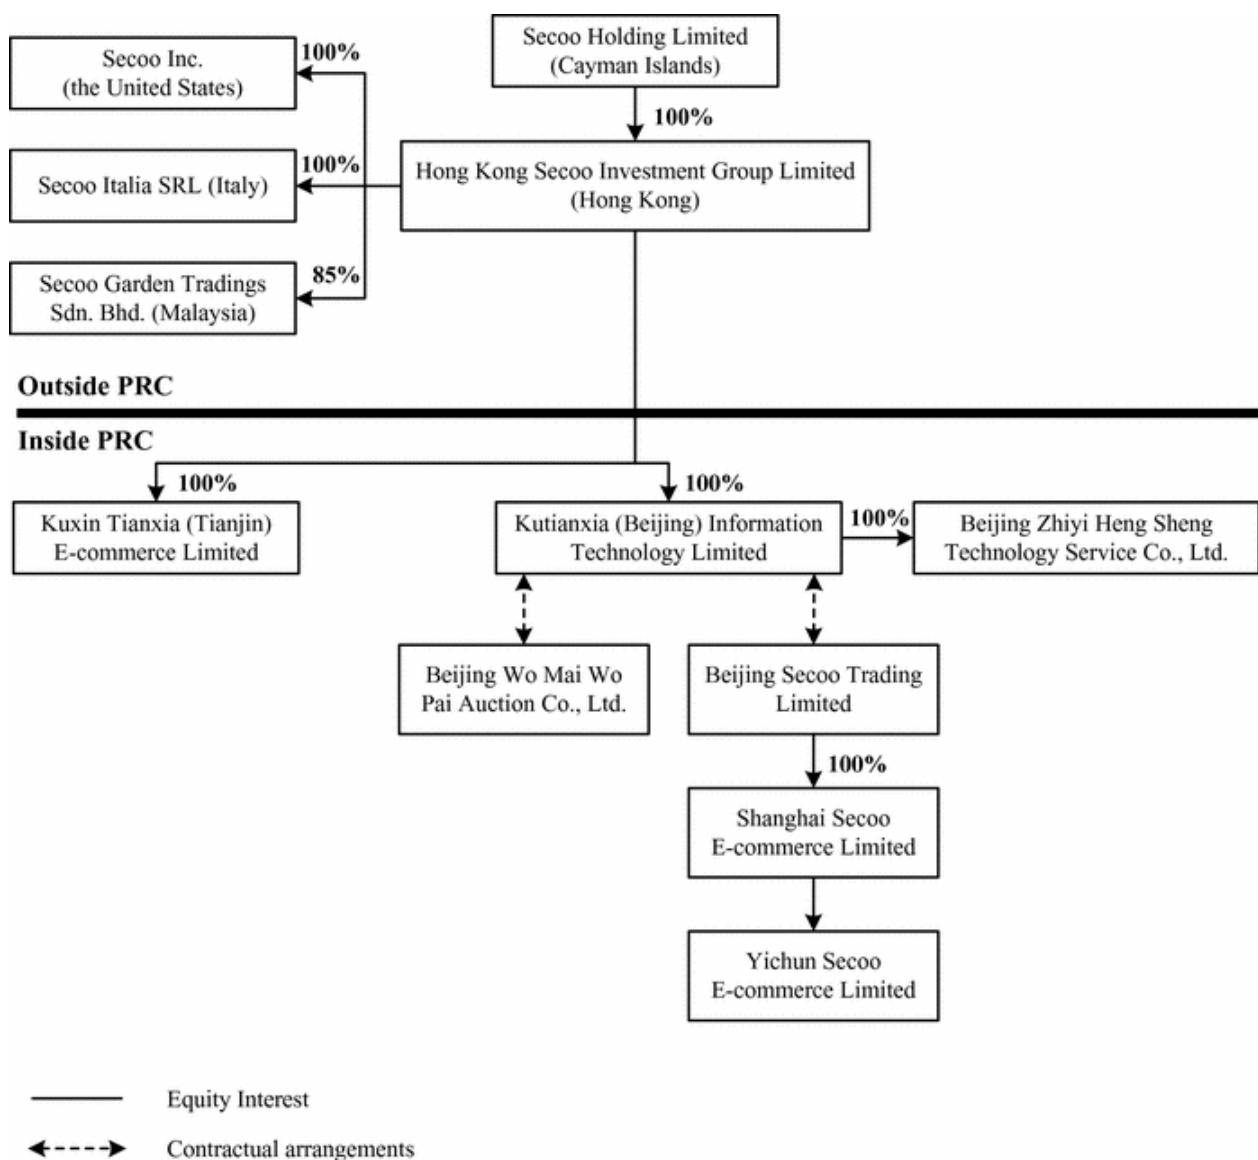 Secoo Holding Limited
(Cayman Islands)
100%
Secoo Inc.
(the United States)
100%
Hong Kong Secoo Investment Group Limited
(Hong Kong)
100%
Secoo Italia SRL (Italy)
85%
Secoo Garden Tradings
Sdn. Bhd. (Malaysia)
100%
Outside PRC
Inside PRC
100%
100%
Kuxin Tianxia (Tianjin)
E-commerce Limited
Kutianxia (Beijing) Information
Technology Limited
100%
Beijing Zhiyi Heng Sheng
Technology Service Co., Ltd.
Beijing Wo Mai Wo
Pai Auction Co., Ltd.
Beijing Secoo Trading
Limited
100%
Shanghai Secoo
E-commerce Limited
Yichun Secoo
E-commerce Limited
Equity Interest
Contractual arrangements